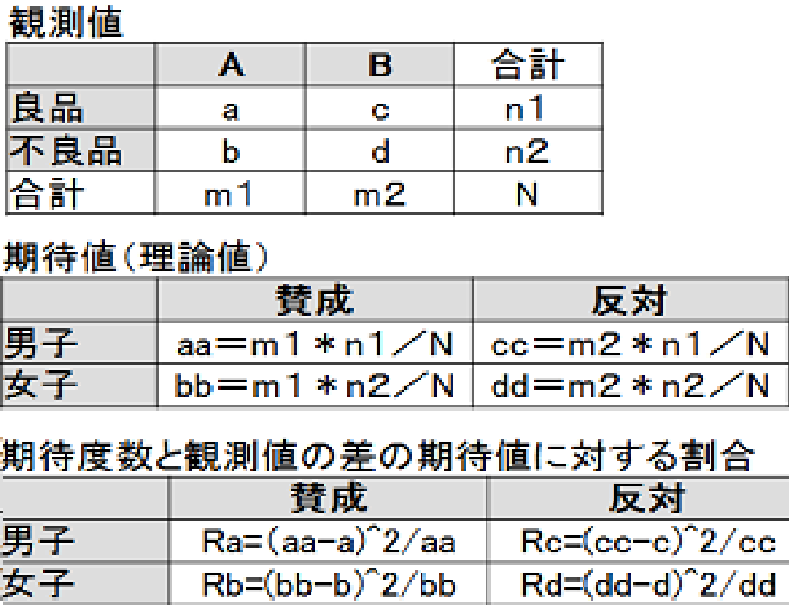 観測値
A B 合計
良品 a c n1
不良品 b d n2
合計 m1 m2 N
期待値(理論値)
賛成 反対
男子 aa=m1*n1/N cc=m2*n1/N
女子 bb=m1*n2/N dd=m2*n2/N
期待度数と観測値の差の期待値に対する割合
賛成 反対
男子 Ra=(aa-a)^2/aa Rc=(cc-c)^2/cc
女子 Rb=(bb-b)^2/bb Rd=(dd-d)^2/dd